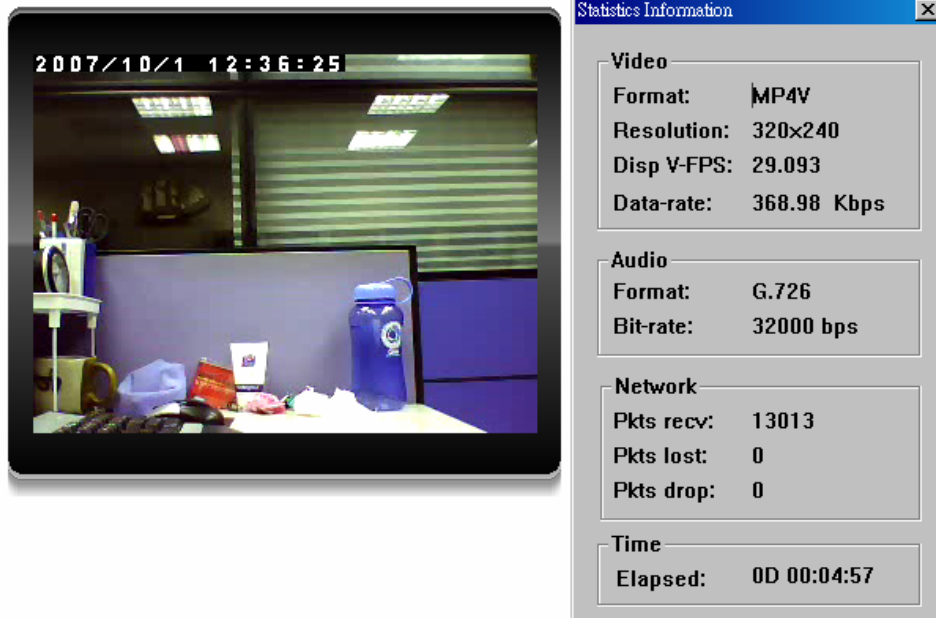 2007/10/1 12:36:25
Statistics Information
Video
Format: MP4V
Resolution: 320x240
Disp V-FPS: 29.093
Data-rate: 368.98 Kbps
Audio
Format: G.726
Bit-rate: 32000 bps
Network
Pkts recv: 13013
Pkts lost: 0
Pkts drop: 0
Time
Elapsed: 0D 00:04:57